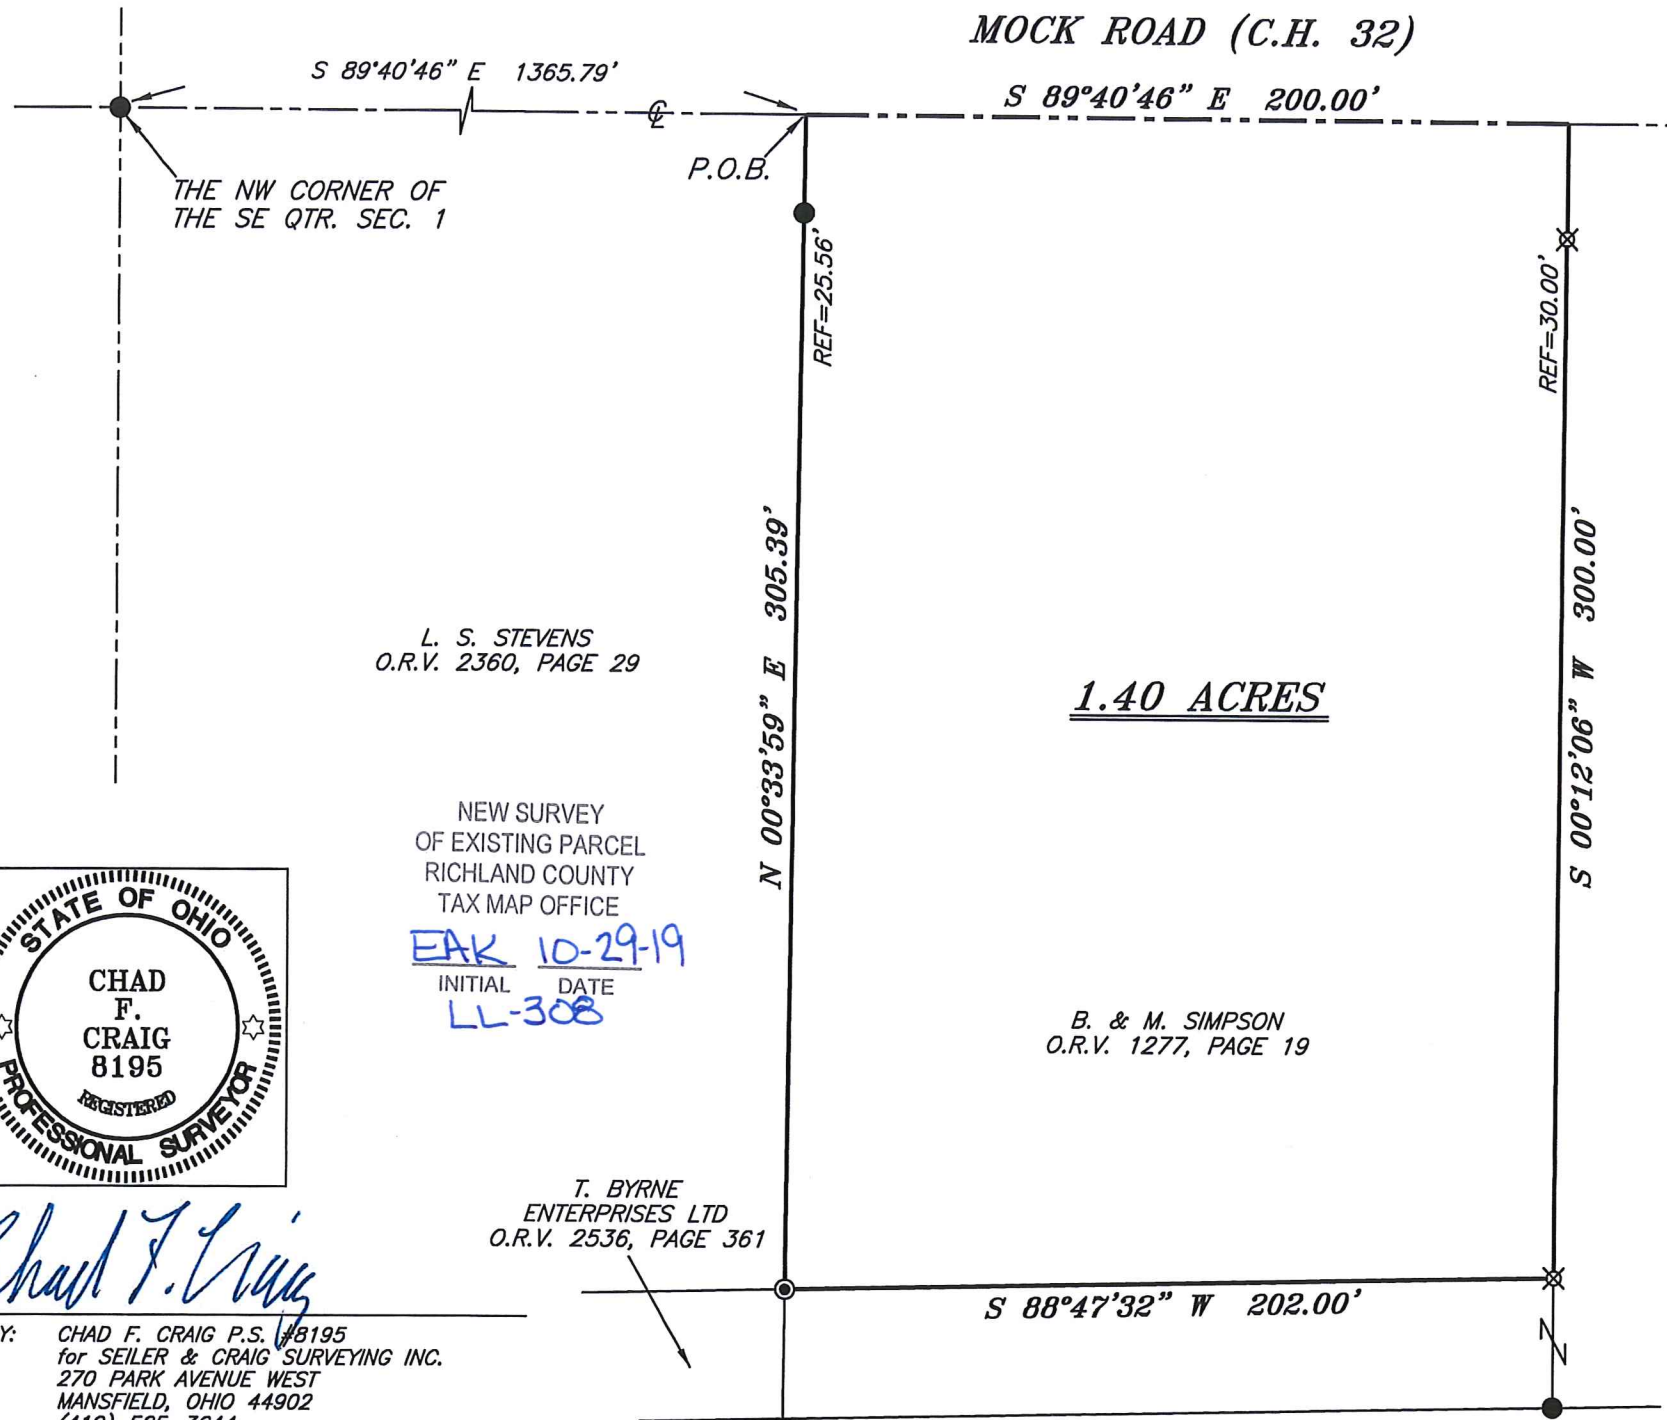 MOCK ROAD (C.H. 32)
S 89°40'46" E 1365.79'
S 89°40'46" E 200.00'
℄
P.O.B.
THE NW CORNER OF
THE SE QTR. SEC. 1
REF=25.56'
REF=30.00'
N 00°33'59" E 305.39'
S 00°12'06" W 300.00'
L. S. STEVENS
O.R.V. 2360, PAGE 29
1.40 ACRES
NEW SURVEY
OF EXISTING PARCEL
RICHLAND COUNTY
TAX MAP OFFICE
EAK 10-29-19
INITIAL DATE
LL-308
STATE OF OHIO
CHAD
F.
CRAIG
8195
REGISTERED
PROFESSIONAL SURVEYOR
B. & M. SIMPSON
O.R.V. 1277, PAGE 19
T. BYRNE
ENTERPRISES LTD
O.R.V. 2536, PAGE 361
S 88°47'32" W 202.00'
Chad F. Craig
Y: CHAD F. CRAIG P.S. #8195
for SEILER & CRAIG SURVEYING INC.
270 PARK AVENUE WEST
MANSFIELD, OHIO 44902